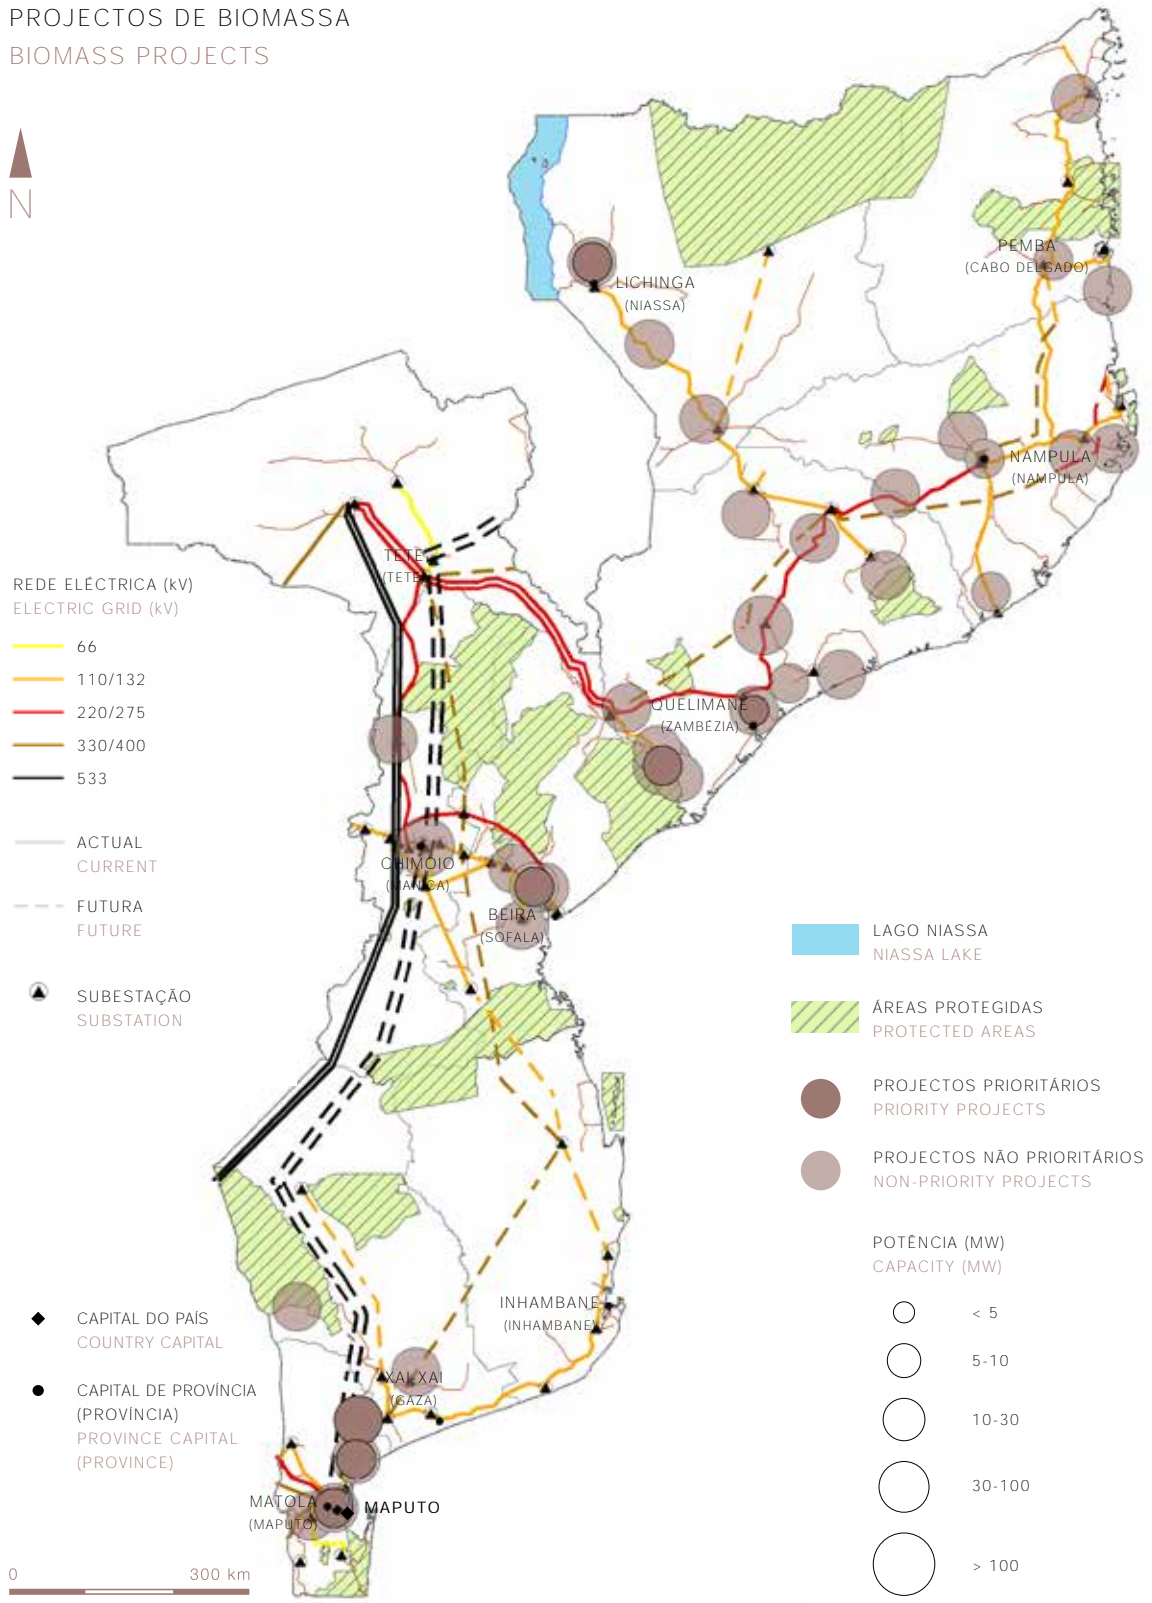 PROJECTOS DE BIOMASSA
BIOMASS PROJECTS
N
PEMBA
(CABO DELGADO)
LICHINGA
(NIASSA)
NAMPULA
(NAMPULA)
TETE
(TETE)
QUELIMANE
(ZAMBÉZIA)
CHIMOIO
(MANICA)
BEIRA
(SOFALA)
INHAMBANE
(INHAMBANE)
XAI-XAI
(GAZA)
MATOLA
(MAPUTO)
MAPUTO
REDE ELÉCTRICA (kV)
ELECTRIC GRID (kV)
66
110/132
220/275
330/400
533
ACTUAL
CURRENT
FUTURA
FUTURE
SUBESTAÇÃO
SUBSTATION
CAPITAL DO PAÍS
COUNTRY CAPITAL
CAPITAL DE PROVÍNCIA
(PROVÍNCIA)
PROVINCE CAPITAL
(PROVINCE)
0 300 km
LAGO NIASSA
NIASSA LAKE
ÁREAS PROTEGIDAS
PROTECTED AREAS
PROJECTOS PRIORITÁRIOS
PRIORITY PROJECTS
PROJECTOS NÃO PRIORITÁRIOS
NON-PRIORITY PROJECTS
POTÊNCIA (MW)
CAPACITY (MW)
< 5
5-10
10-30
30-100
> 100